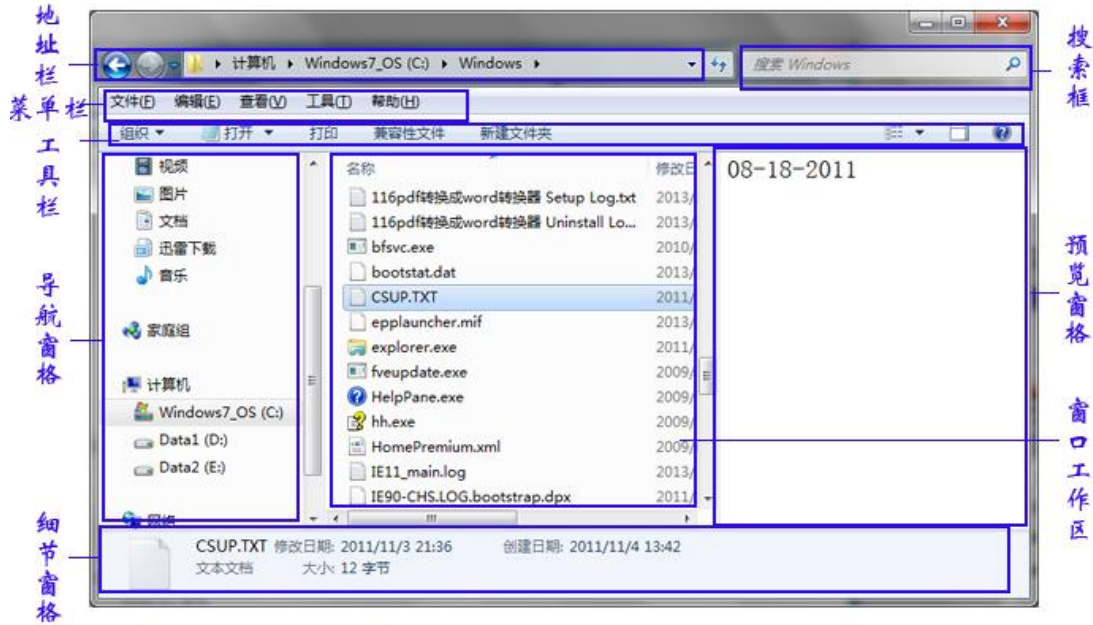 地址栏
搜索框
计算机 ▸ Windows7_OS (C:) ▸ Windows ▸
搜索 Windows
菜单栏
文件(F) 编辑(E) 查看(V) 工具(T) 帮助(H)
工具栏
组织 打开 打印 兼容性文件 新建文件夹
导航窗格
视频
图片
文档
迅雷下载
音乐
家庭组
计算机
Windows7_OS (C:)
Data1 (D:)
Data2 (E:)
网络
名称 修改日
116pdf转换成word转换器 Setup Log.txt 2013/
116pdf转换成word转换器 Uninstall Lo... 2013/
bfsvc.exe 2010/
bootstat.dat 2013/
CSUP.TXT 2011/
epplauncher.mif 2013/
explorer.exe 2011/
fveupdate.exe 2009/
HelpPane.exe 2009/
hh.exe 2009/
HomePremium.xml 2009/
IE11_main.log 2013/
IE90-CHS.LOG.bootstrap.dpx 2011/
08-18-2011
预览窗格
窗口工作区
细节窗格
CSUP.TXT 修改日期: 2011/11/3 21:36 创建日期: 2011/11/4 13:42
文本文档 大小: 12 字节